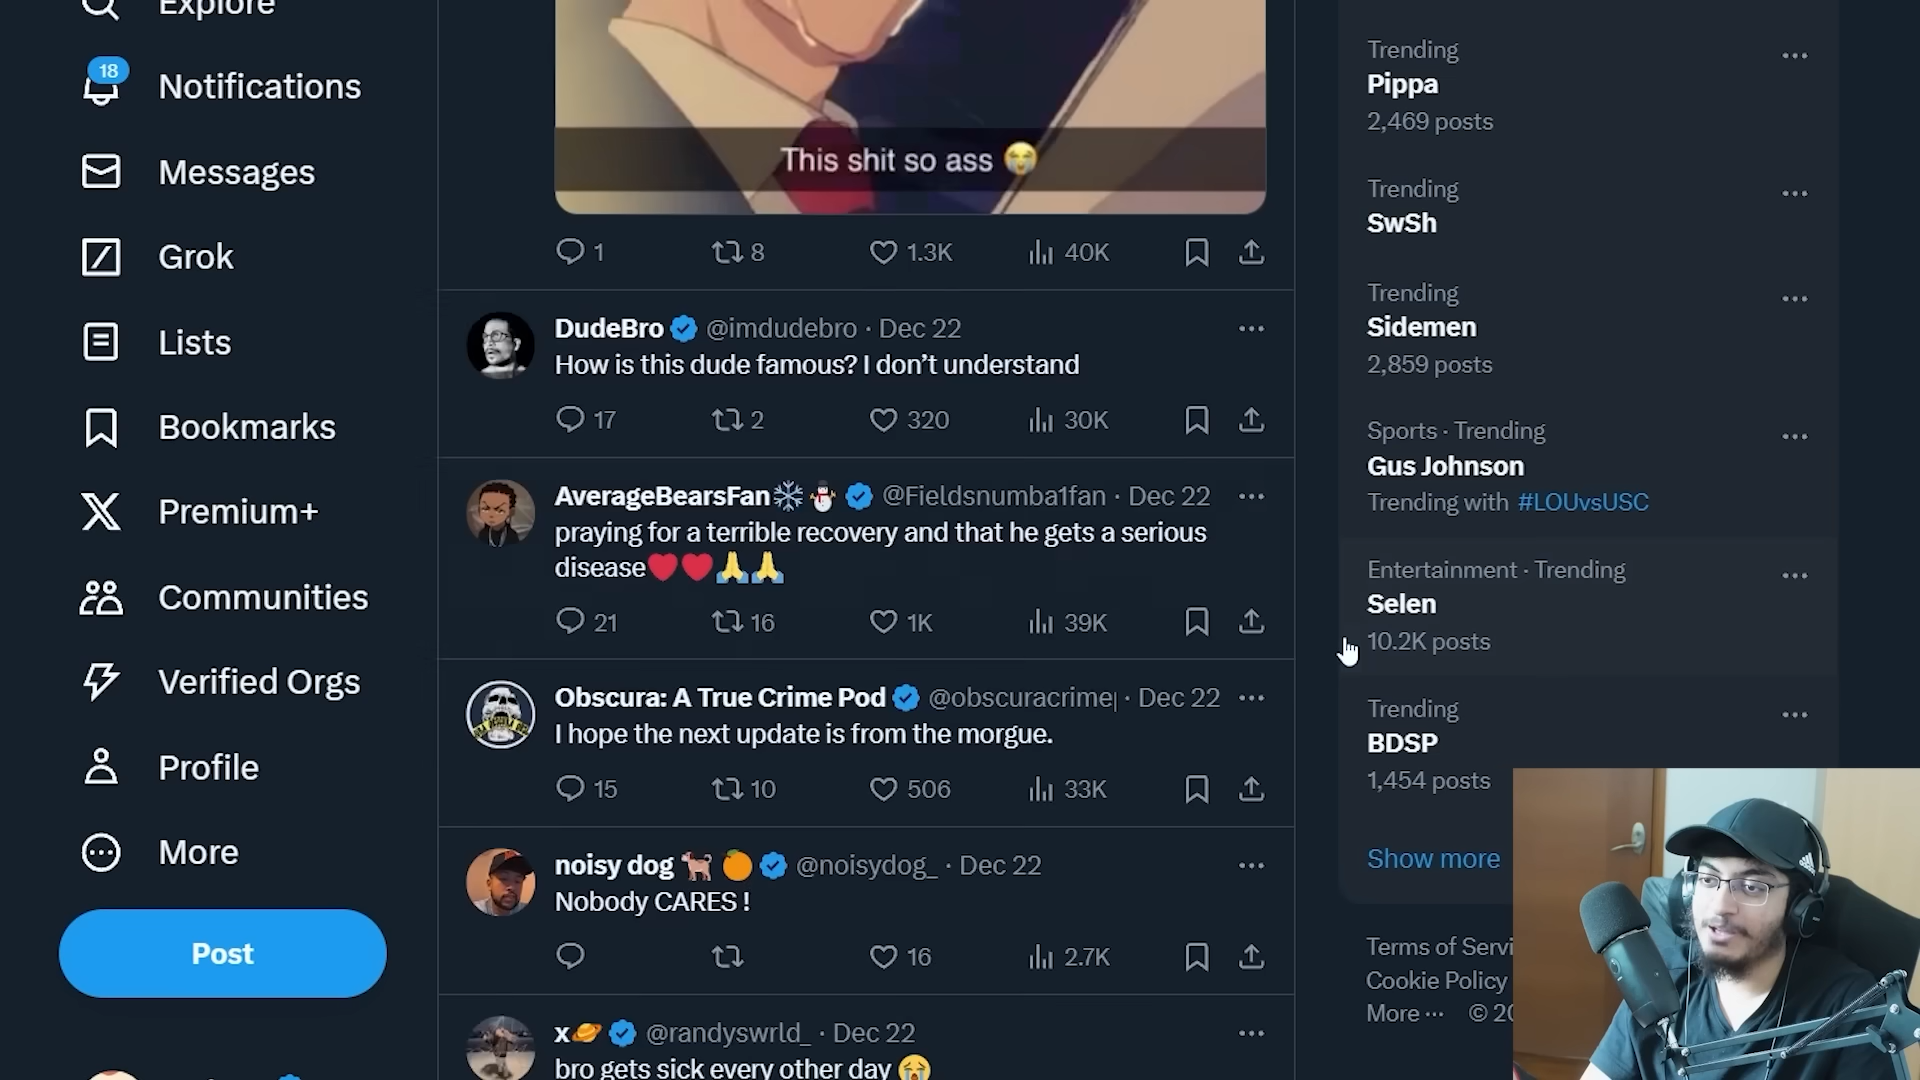 Explore
18
Notifications
Messages
Grok
Lists
Bookmarks
Premium+
Communities
Verified Orgs
Profile
More
Post
This shit so ass 😭
1 8 1.3K 40K
DudeBro @imdudebro · Dec 22
How is this dude famous? I don’t understand
17 2 320 30K
AverageBearsFan❄️⛄ @Fieldsnumba1fan · Dec 22
praying for a terrible recovery and that he gets a serious
disease❤️❤️🙏🙏
21 16 1K 39K
Obscura: A True Crime Pod @obscuracrime · Dec 22
I hope the next update is from the morgue.
15 10 506 33K
noisy dog 🐕 🍊 @noisydog_ · Dec 22
Nobody CARES !
16 2.7K
x🪐 @randyswrld_ · Dec 22
bro gets sick every other day 😭
Trending
Pippa
2,469 posts
Trending
SwSh
Trending
Sidemen
2,859 posts
Sports · Trending
Gus Johnson
Trending with #LOUvsUSC
Entertainment · Trending
Selen
10.2K posts
Trending
BDSP
1,454 posts
Show more
Terms of Servi
Cookie Policy
More ··· © 20